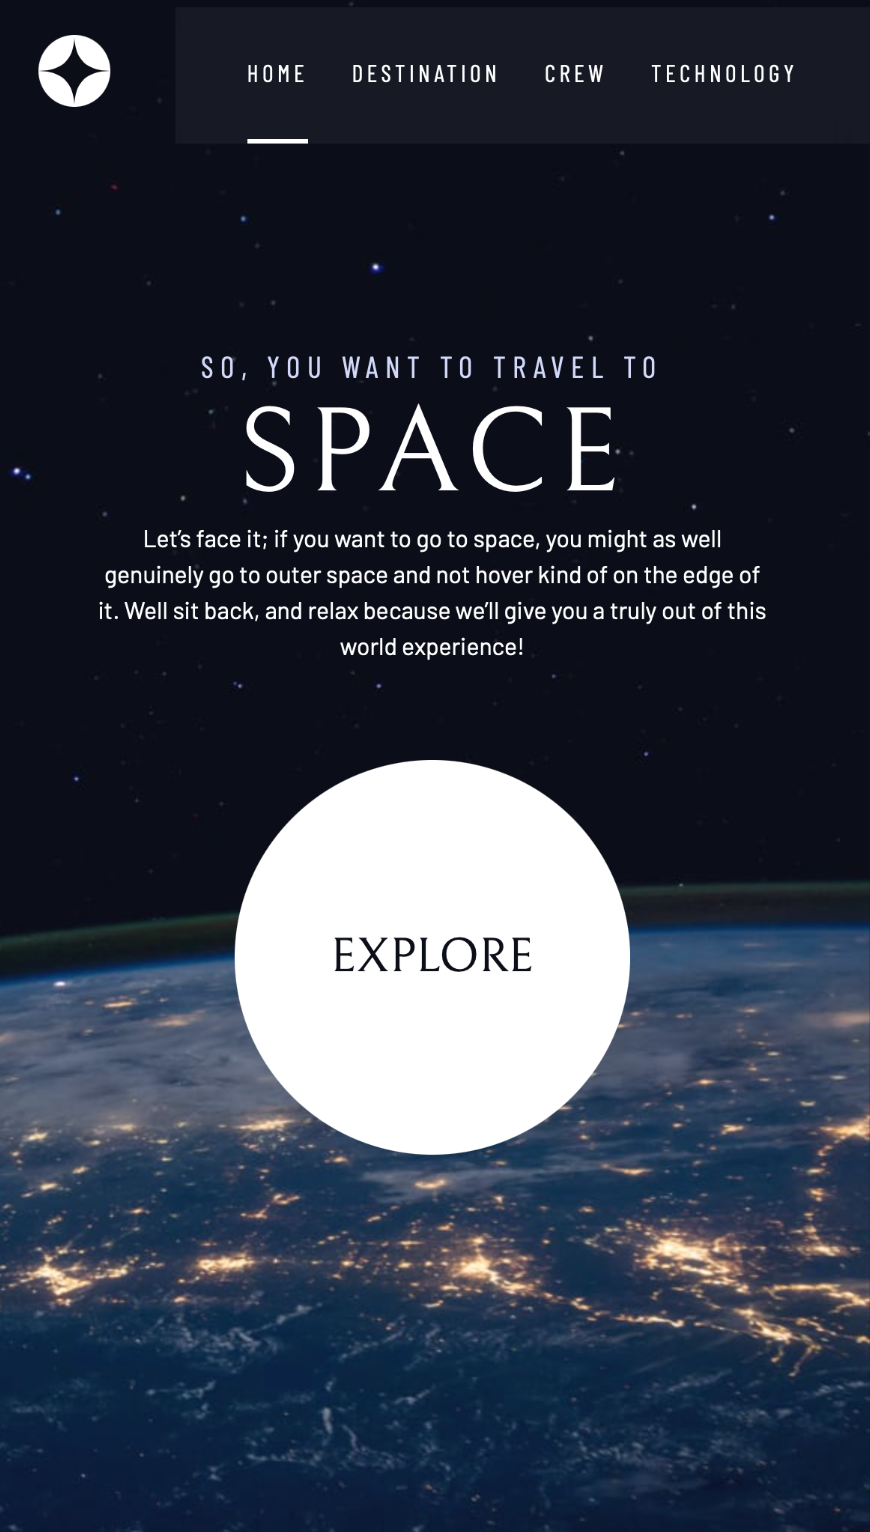 HOME DESTINATION CREW TECHNOLOGY
SO, YOU WANT TO TRAVEL TO
SPACE
Let’s face it; if you want to go to space, you might as well
genuinely go to outer space and not hover kind of on the edge of
it. Well sit back, and relax because we’ll give you a truly out of this
world experience!
EXPLORE